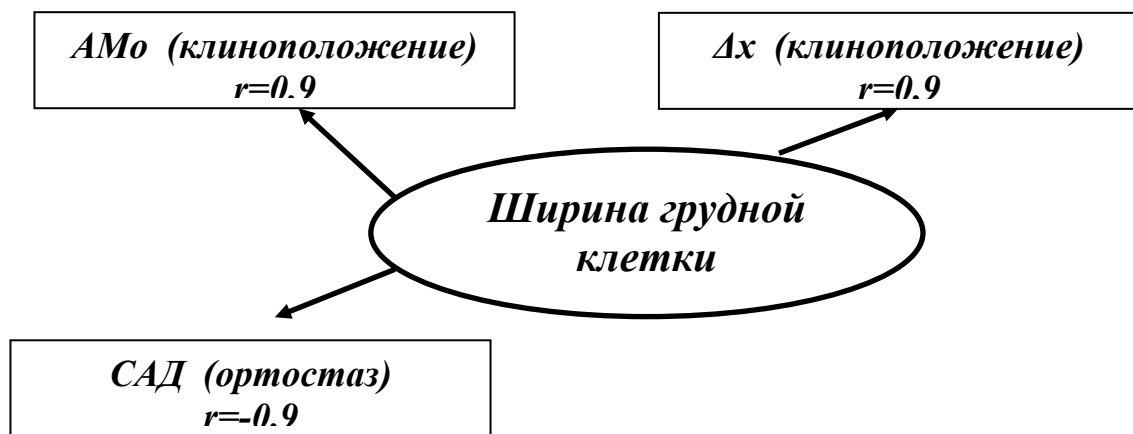 АМо (клиноположение)
r=0.9
Δх (клиноположение)
r=0.9
Ширина грудной
клетки
САД (ортостаз)
r=-0.9